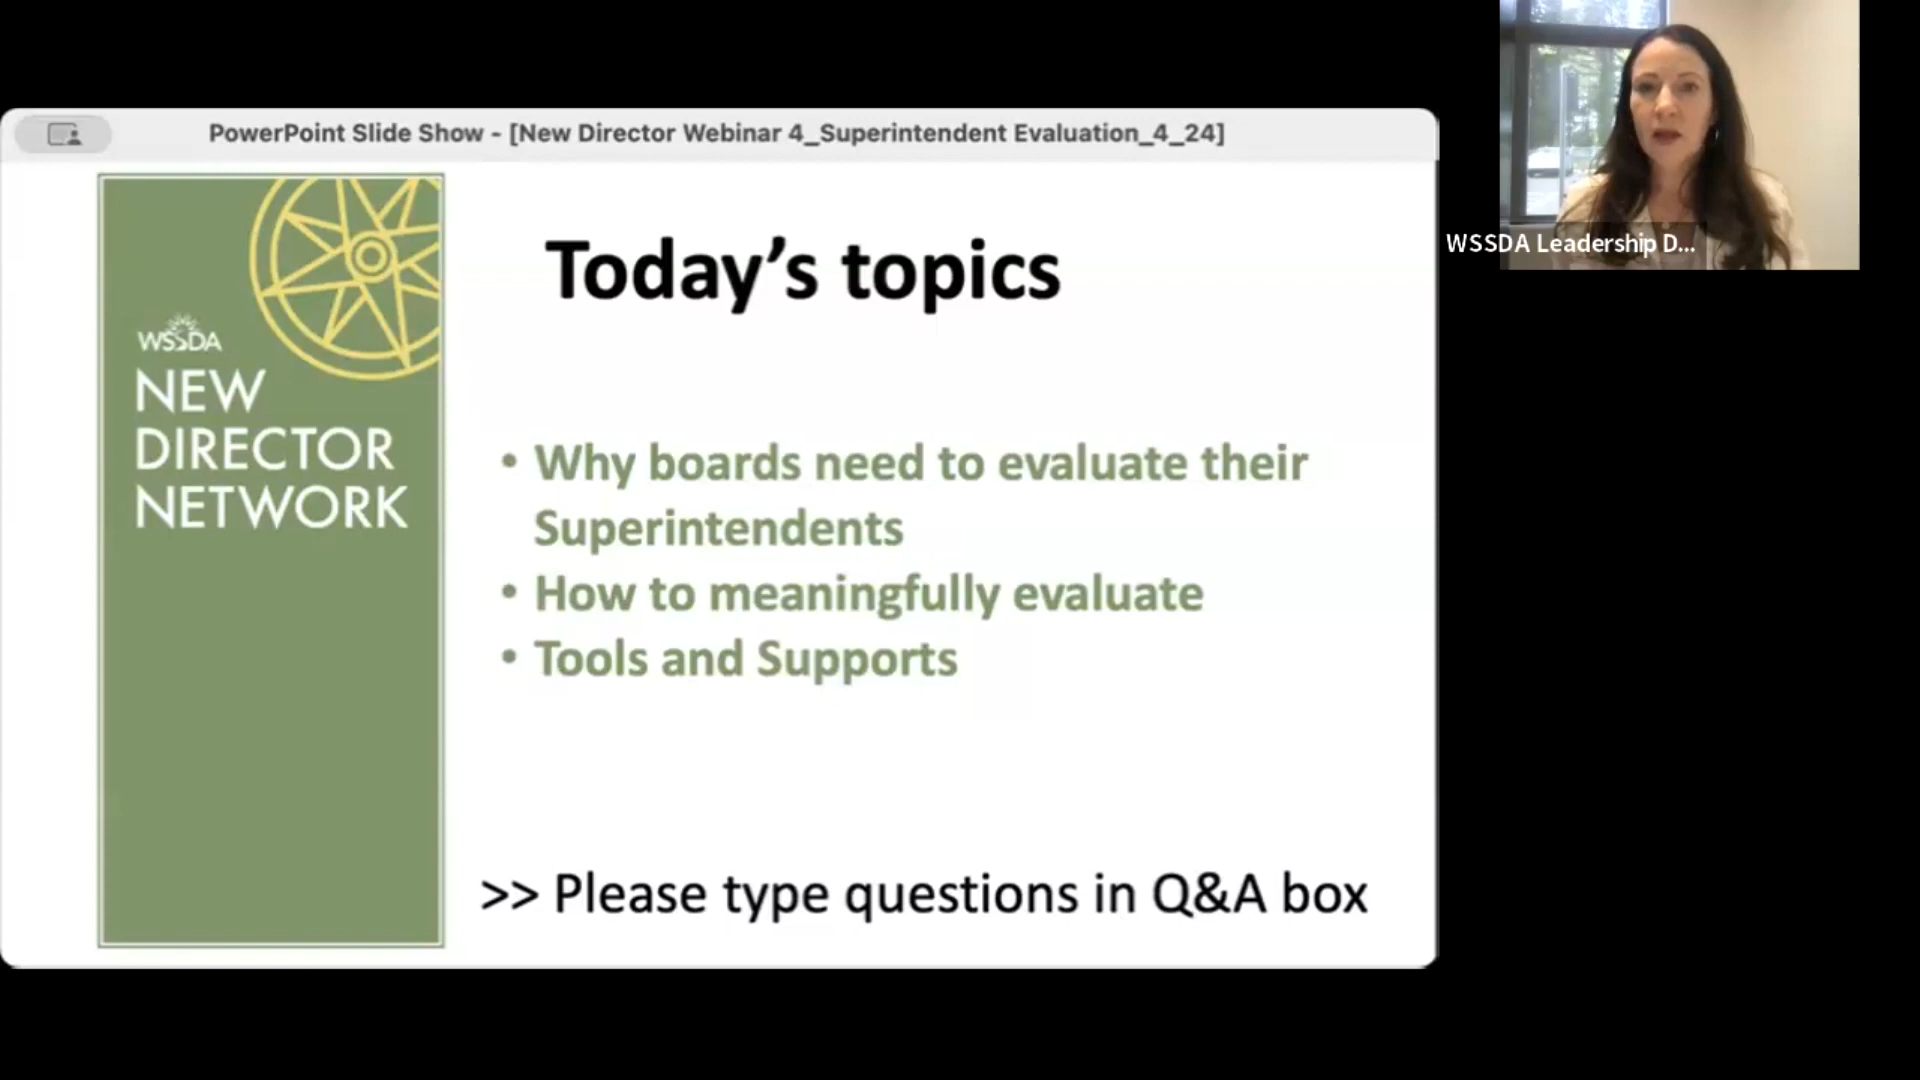 PowerPoint Slide Show - [New Director Webinar 4_Superintendent Evaluation_4_24]
WSSDA
NEW
DIRECTOR
NETWORK
Today’s topics
• Why boards need to evaluate their
Superintendents
• How to meaningfully evaluate
• Tools and Supports
>> Please type questions in Q&A box
WSSDA Leadership D...